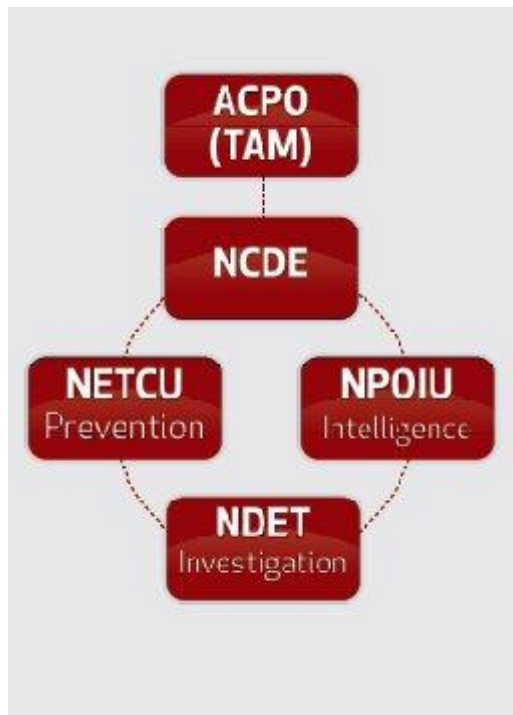 ACPO
(TAM)
NCDE
NETCU
Prevention
NPOIU
Intelligence
NDET
Investigation